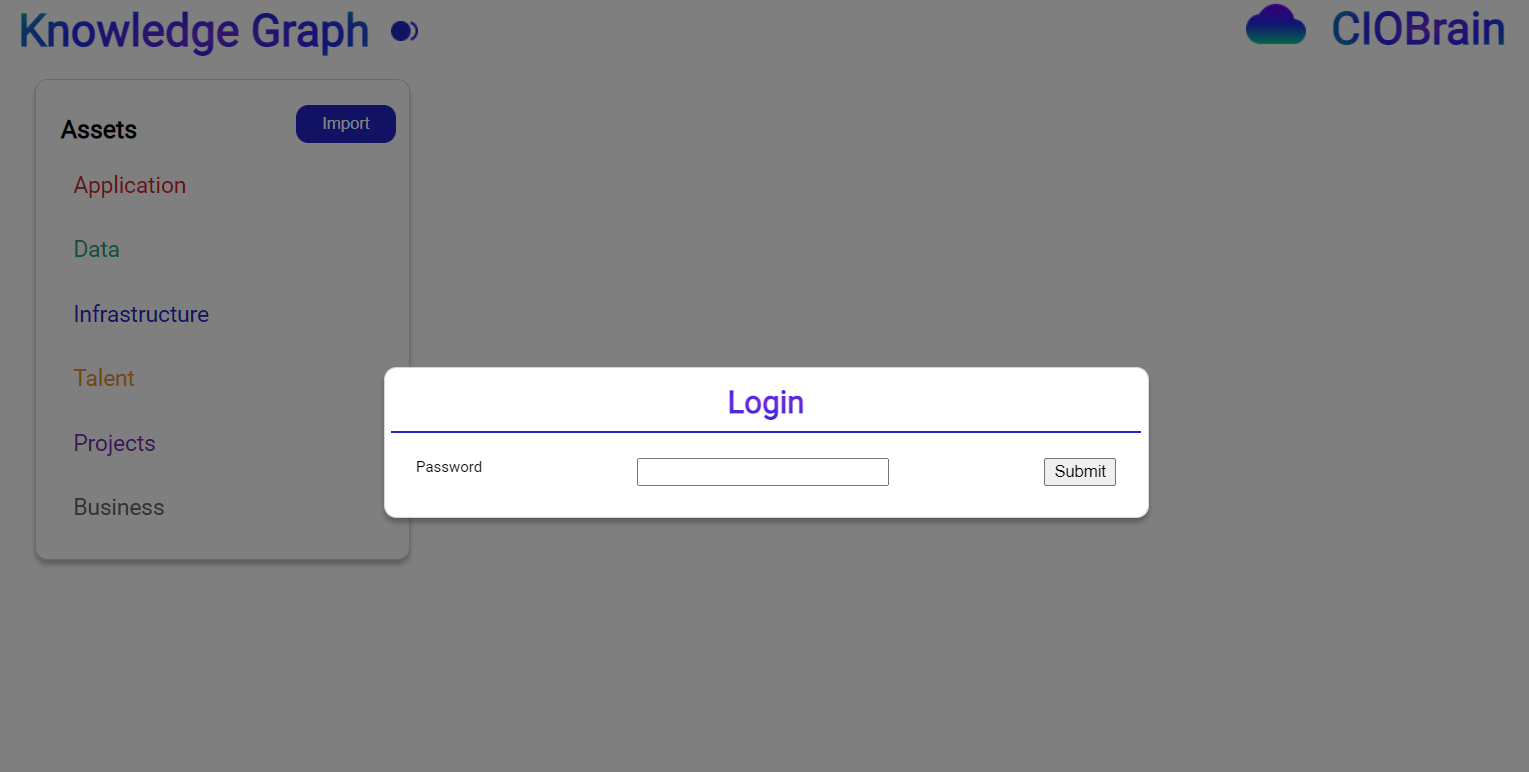 Knowledge Graph
CIOBrain
Assets
Import
Application
Data
Infrastructure
Talent
Projects
Business
Login
Password
Submit